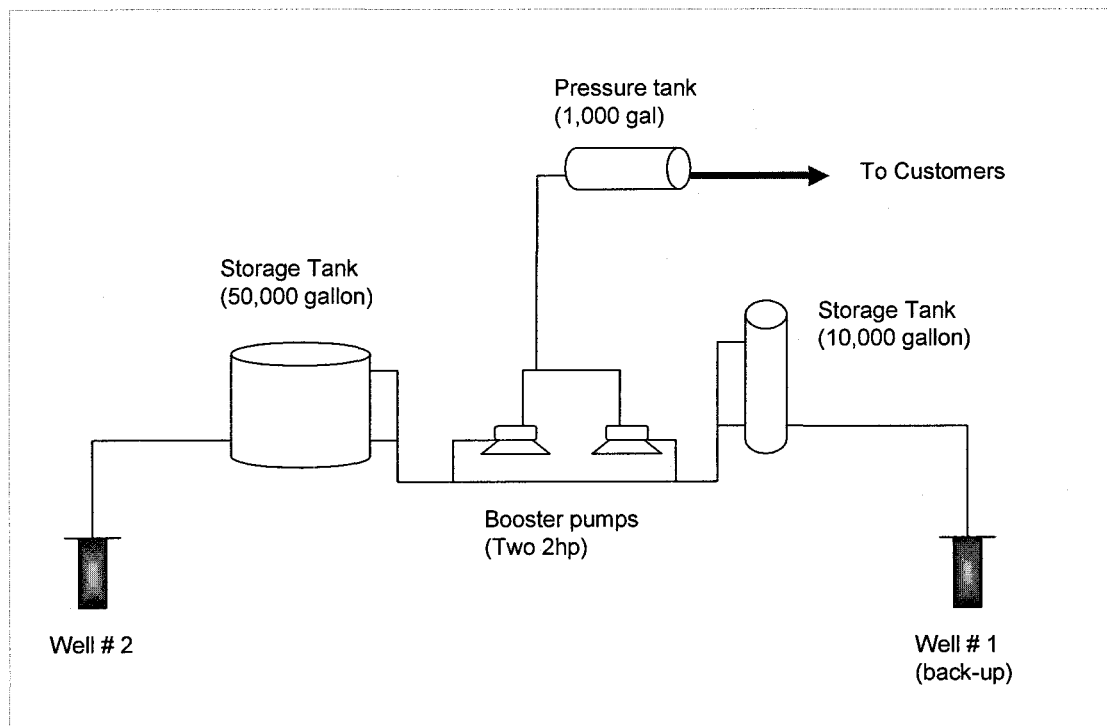 Pressure tank
(1,000 gal)
To Customers
Storage Tank
(50,000 gallon)
Storage Tank
(10,000 gallon)
Booster pumps
(Two 2hp)
Well # 2
Well # 1
(back-up)